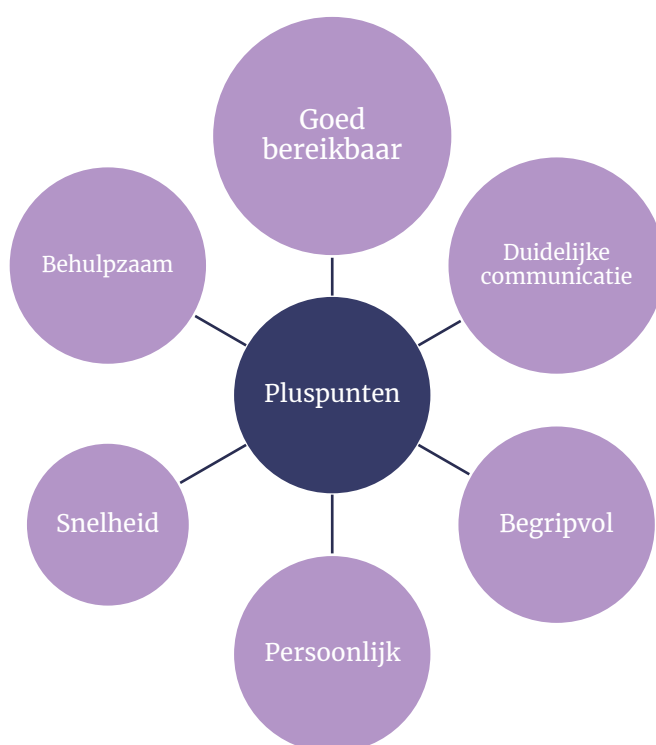 Goed
bereikbaar
Duidelijke
communicatie
Behulpzaam
Pluspunten
Snelheid
Begripvol
Persoonlijk